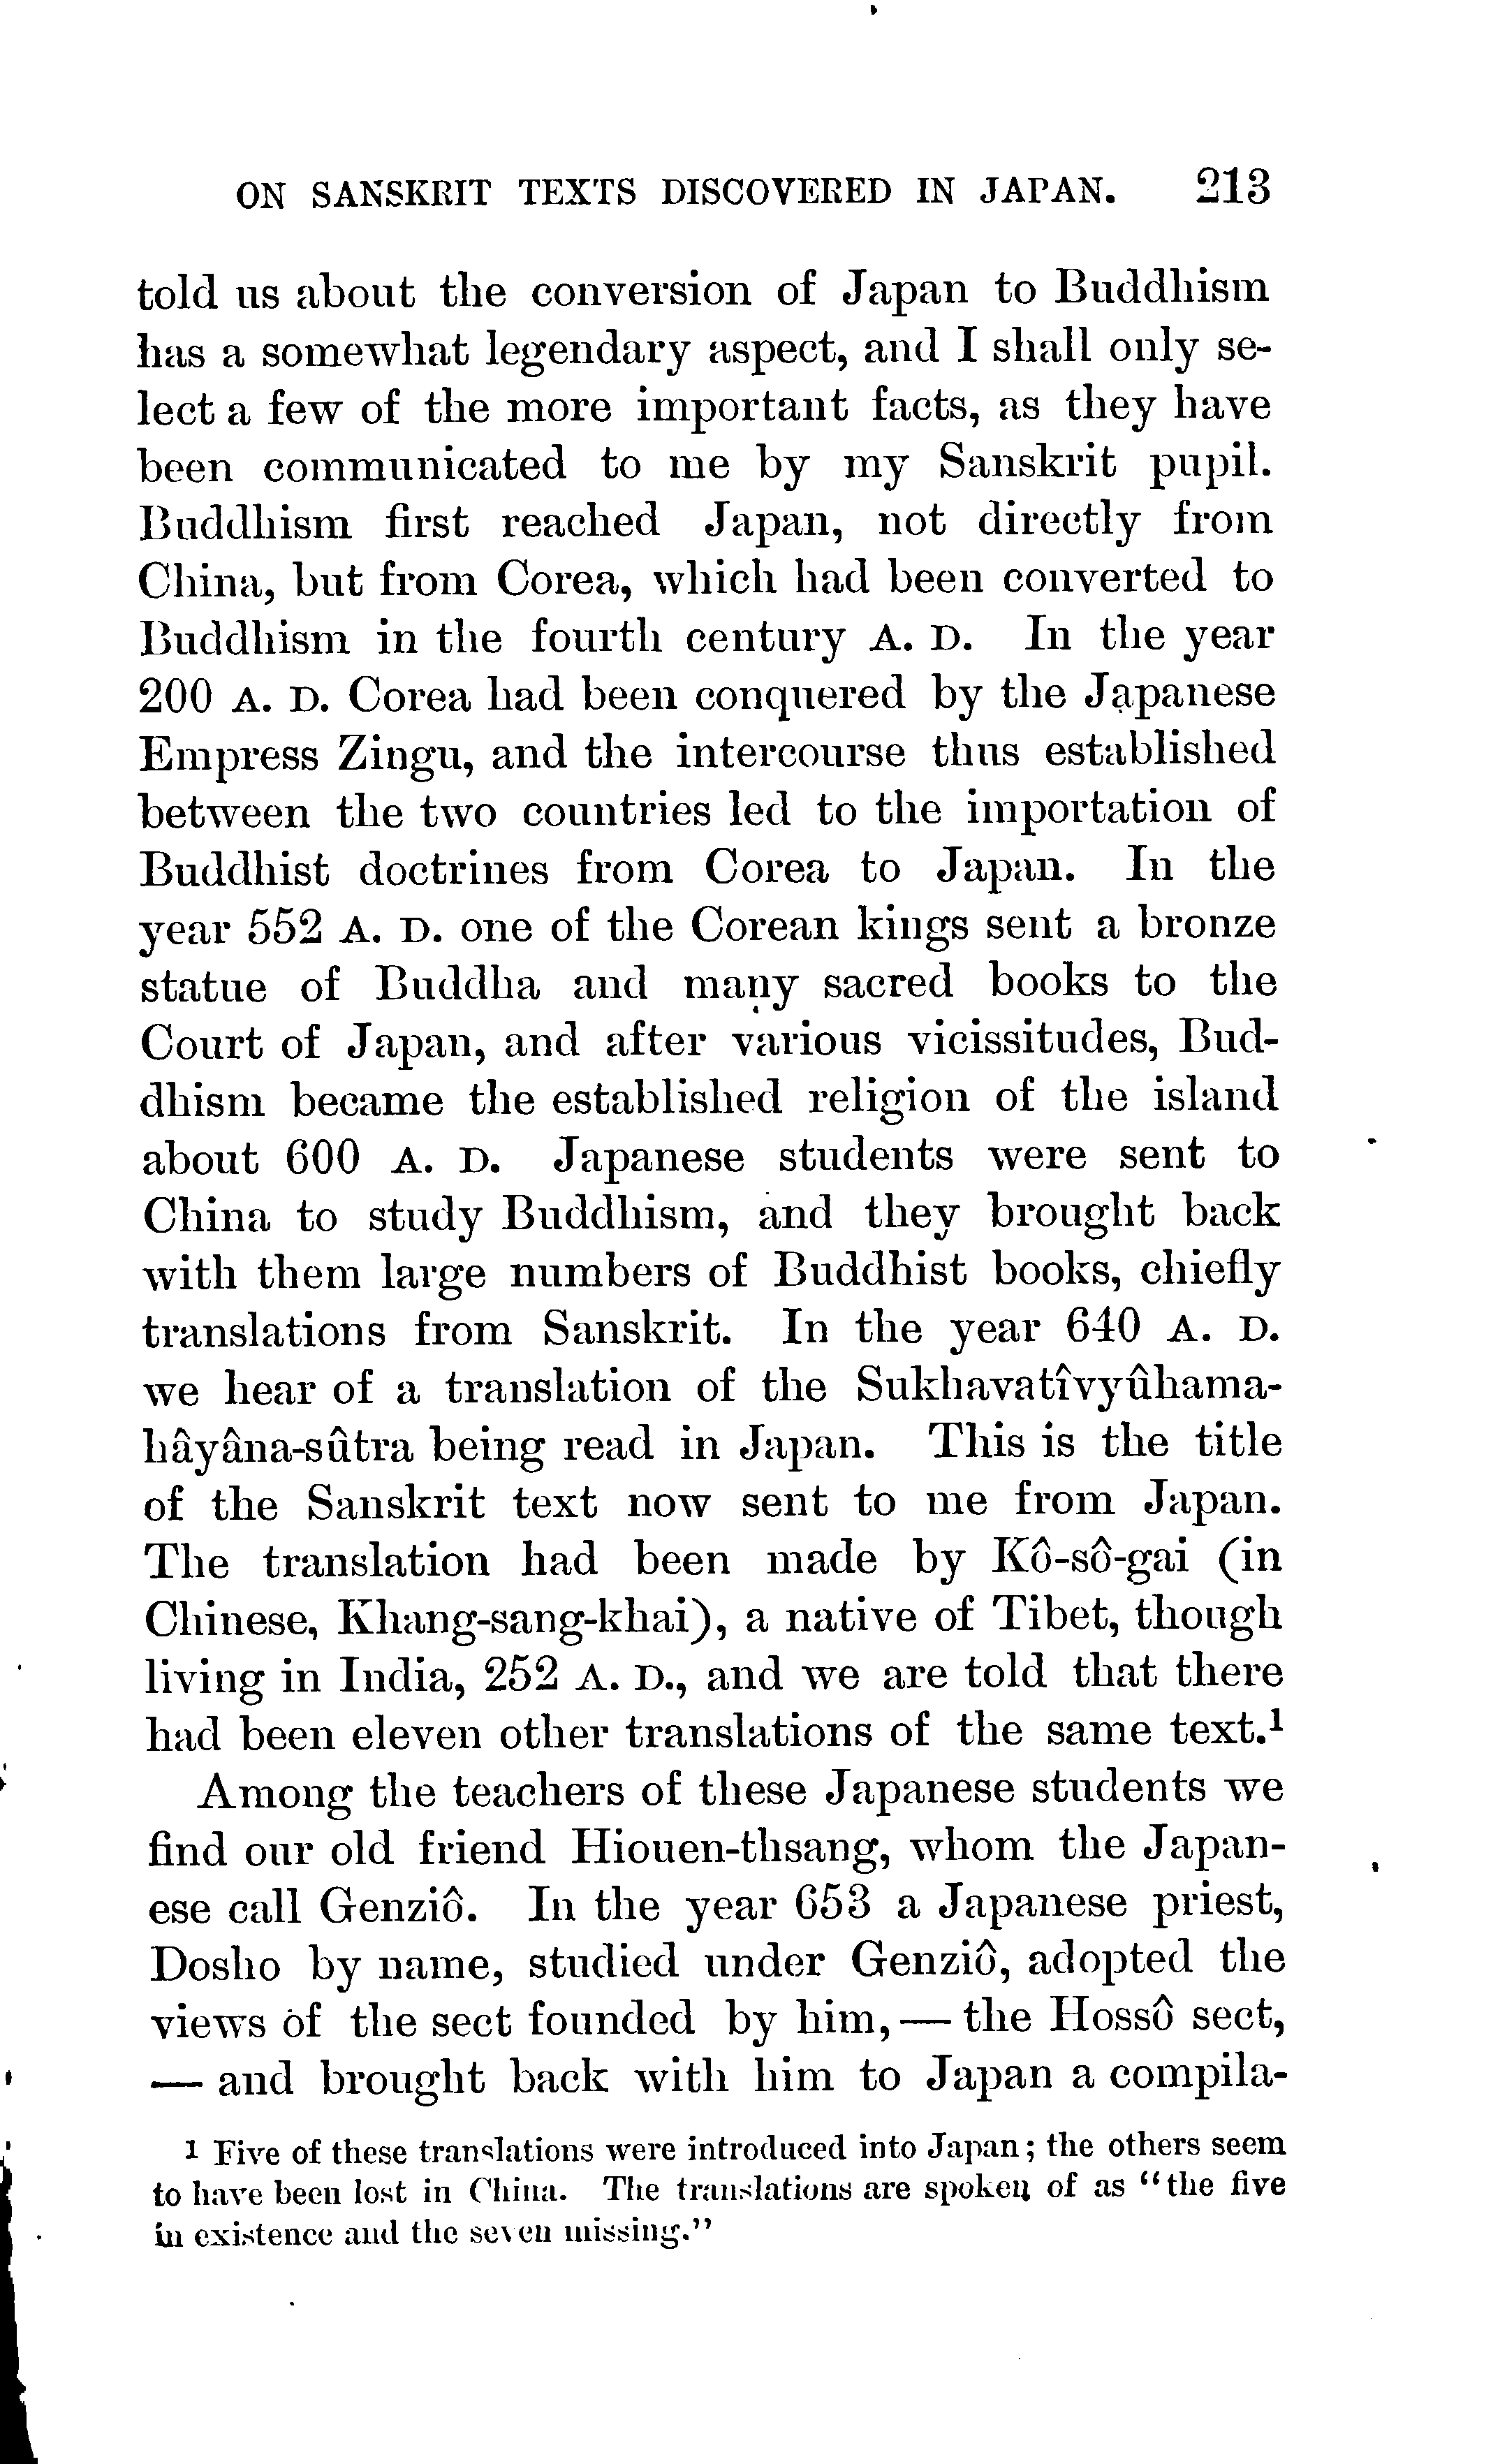 ON SANSKRIT TEXTS DISCOVERED IN JAPAN. 213
told us about the conversion of Japan to Buddhism
has a somewhat legendary aspect, and I shall only se-
lect a few of the more important facts, as they have
been communicated to me by my Sanskrit pupil.
Buddhism first reached Japan, not directly from
China, but from Corea, which had been converted to
Buddhism in the fourth century A. D. In the year
200 A. D. Corea had been conquered by the Japanese
Empress Zingu, and the intercourse thus established
between the two countries led to the importation of
Buddhist doctrines from Corea to Japan. In the
year 552 A. D. one of the Corean kings sent a bronze
statue of Buddha and many sacred books to the
Court of Japan, and after various vicissitudes, Bud-
dhism became the established religion of the island
about 600 A. D. Japanese students were sent to
China to study Buddhism, and they brought back
with them large numbers of Buddhist books, chiefly
translations from Sanskrit. In the year 640 A. D.
we hear of a translation of the Sukhavatîvyûhama-
hâyâna-sûtra being read in Japan. This is the title
of the Sanskrit text now sent to me from Japan.
The translation had been made by Kô-sô-gai (in
Chinese, Khang-sang-khai), a native of Tibet, though
living in India, 252 A. D., and we are told that there
had been eleven other translations of the same text.¹
Among the teachers of these Japanese students we
find our old friend Hiouen-thsang, whom the Japan-
ese call Genziô. In the year 653 a Japanese priest,
Dosho by name, studied under Genziô, adopted the
views of the sect founded by him, — the Hossô sect,
— and brought back with him to Japan a compila-
1 Five of these translations were introduced into Japan; the others seem
to have been lost in China. The translations are spoken of as "the five
in existence and the seven missing."